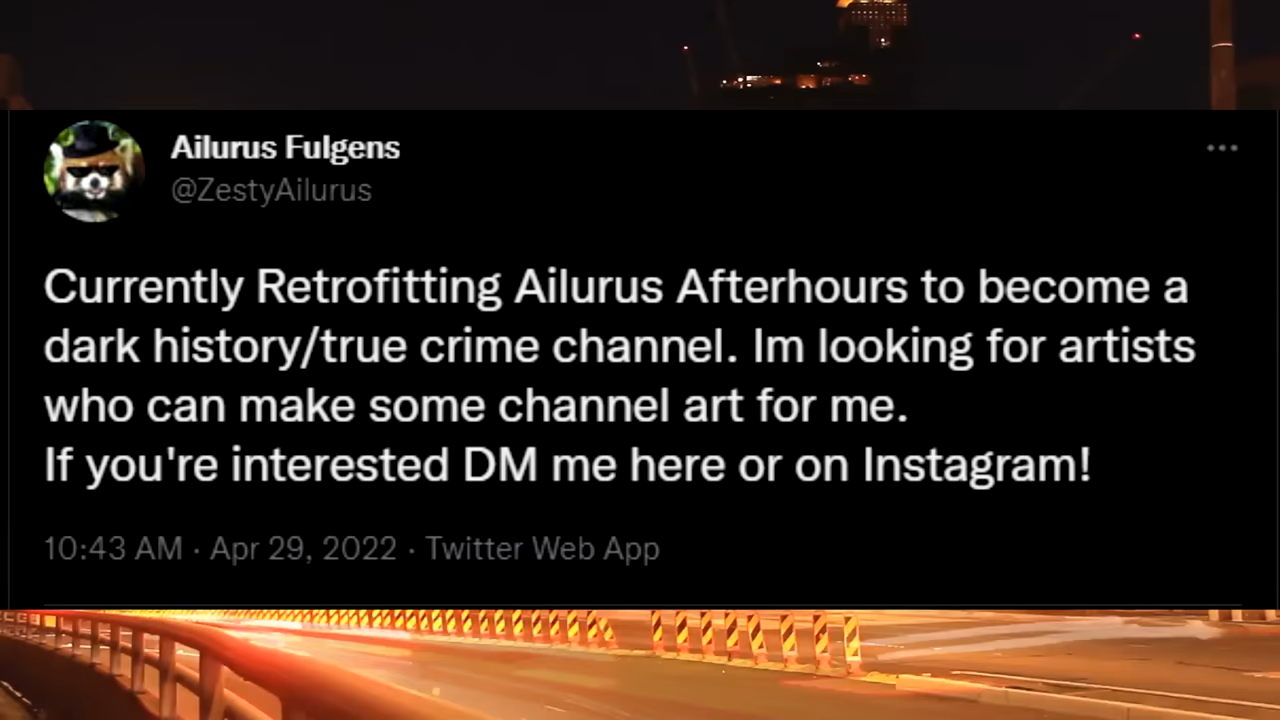 Ailurus Fulgens
@ZestyAilurus
Currently Retrofitting Ailurus Afterhours to become a
dark history/true crime channel. Im looking for artists
who can make some channel art for me.
If you're interested DM me here or on Instagram!
10:43 AM · Apr 29, 2022 · Twitter Web App